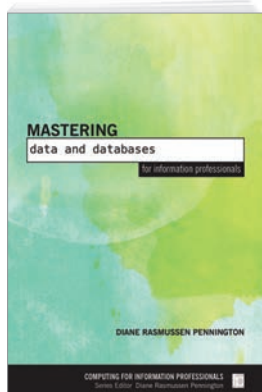 MASTERING
data and databases
for information professionals
DIANE RASMUSSEN PENNINGTON
COMPUTING FOR INFORMATION PROFESSIONALS
Series Editor Diane Rasmussen Pennington